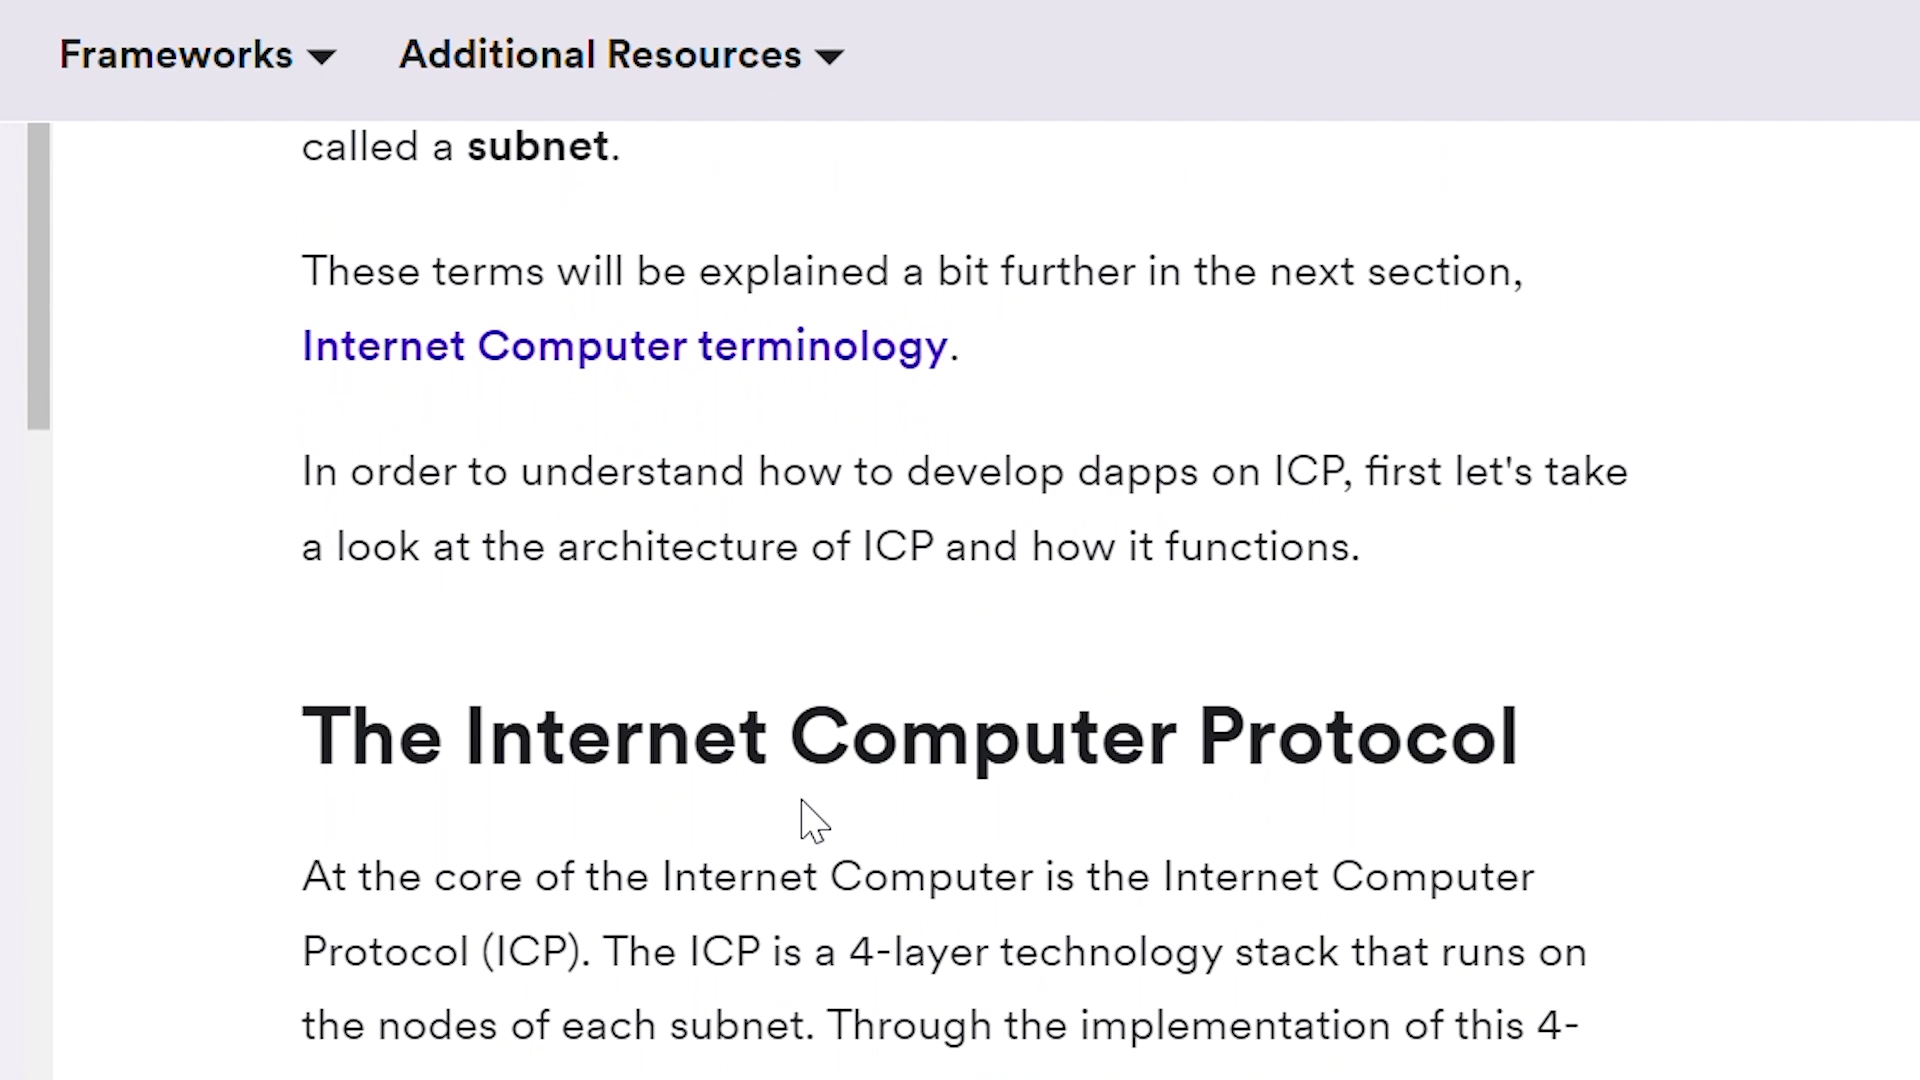 Frameworks Additional Resources
called a subnet.
These terms will be explained a bit further in the next section,
Internet Computer terminology.
In order to understand how to develop dapps on ICP, first let's take
a look at the architecture of ICP and how it functions.
The Internet Computer Protocol
At the core of the Internet Computer is the Internet Computer
Protocol (ICP). The ICP is a 4-layer technology stack that runs on
the nodes of each subnet. Through the implementation of this 4-